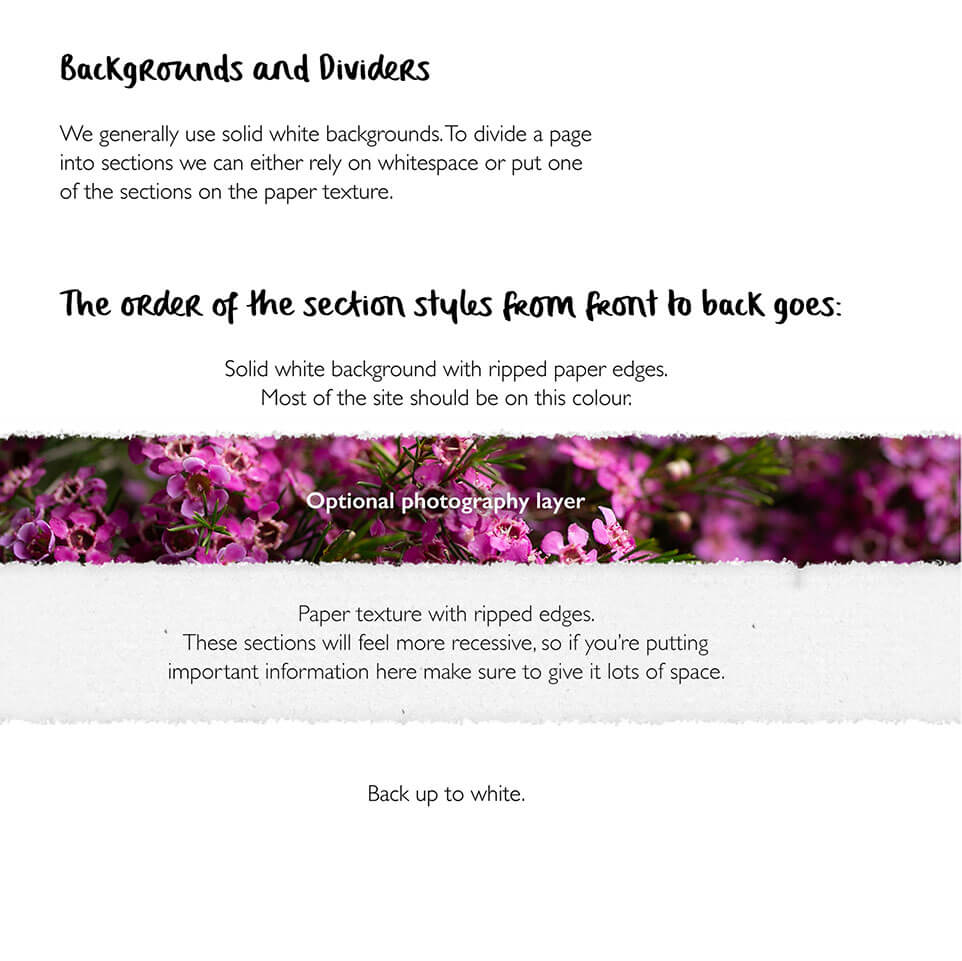 Backgrounds and Dividers
We generally use solid white backgrounds. To divide a page
into sections we can either rely on whitespace or put one
of the sections on the paper texture.
The order of the section styles from front to back goes:
Solid white background with ripped paper edges.
Most of the site should be on this colour.
Optional photography layer
Paper texture with ripped edges.
These sections will feel more recessive, so if you're putting
important information here make sure to give it lots of space.
Back up to white.